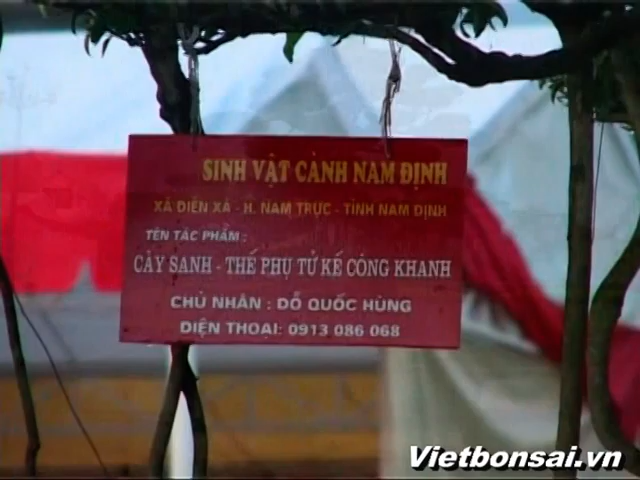 SINH VẬT CẢNH NAM ĐỊNH
XÃ ĐIỀN XÁ - H. NAM TRỰC - TỈNH NAM ĐỊNH
TÊN TÁC PHẨM :
CÂY SANH - THẾ PHỤ TỬ KẾ CÔNG KHANH
CHỦ NHÂN : ĐỖ QUỐC HÙNG
ĐIỆN THOẠI: 0913 086 068
Vietbonsai.vn